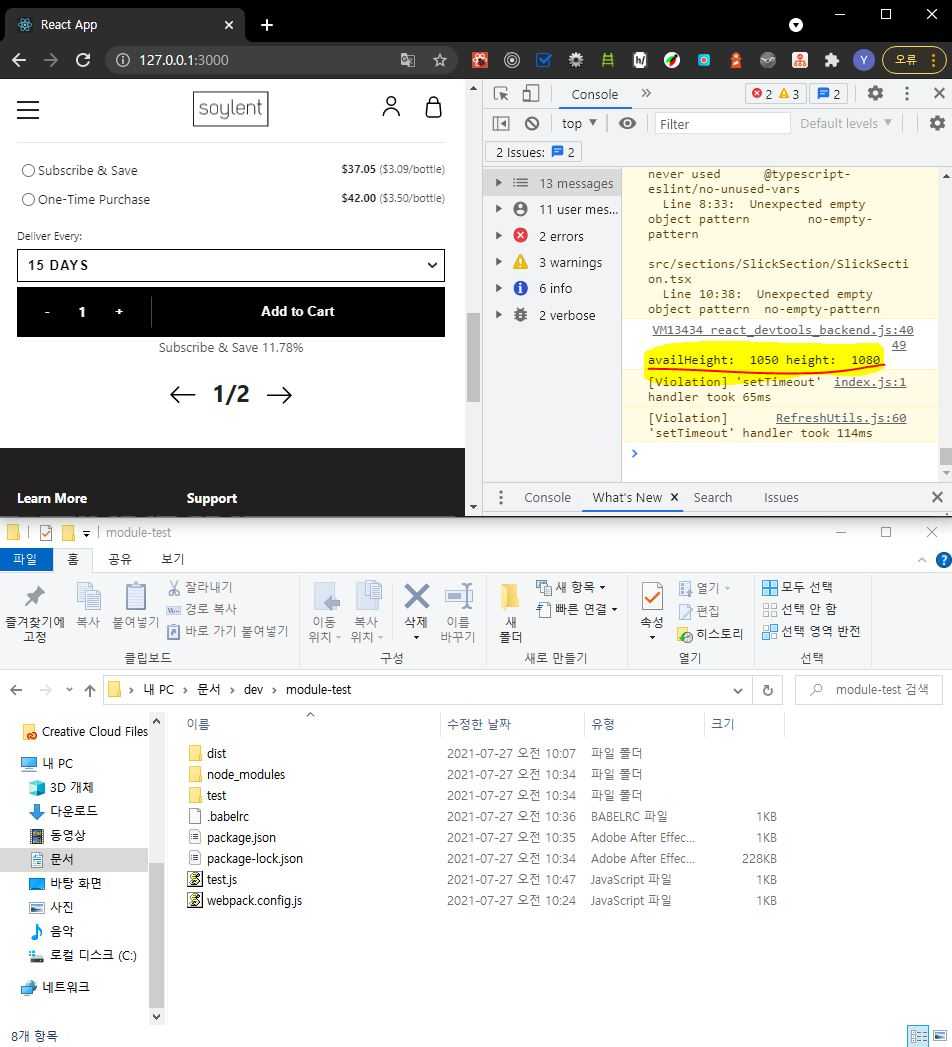 React App
127.0.0.1:3000
Y
오류
soylent
Subscribe & Save $37.05 ($3.09/bottle)
One-Time Purchase $42.00 ($3.50/bottle)
Deliver Every:
15 DAYS
- 1 + Add to Cart
Subscribe & Save 11.78%
1/2
Learn More Support
Console 2 3 2
top Filter Default levels
2 Issues: 2
13 messages
11 user mes...
2 errors
3 warnings
6 info
2 verbose
never used @typescript-
eslint/no-unused-vars
Line 8:33: Unexpected empty
object pattern no-empty-
pattern
src/sections/SlickSection/SlickSecti
on.tsx
Line 10:38: Unexpected empty
object pattern no-empty-pattern
VM13434 react_devtools_backend.js:40
49
availHeight: 1050 height: 1080
[Violation] 'setTimeout' index.js:1
handler took 65ms
[Violation] RefreshUtils.js:60
'setTimeout' handler took 114ms
Console What's New Search Issues
module-test
파일 홈 공유 보기
즐겨찾기에
고정
복사
붙여넣기
잘라내기
경로 복사
바로 가기 붙여넣기
클립보드
이동
위치
복사
위치
삭제
이름
바꾸기
구성
새
폴더
새 항목
빠른 연결
새로 만들기
속성
열기
편집
히스토리
열기
모두 선택
선택 안 함
선택 영역 반전
선택
내 PC 문서 dev module-test
module-test 검색
Creative Cloud Files
내 PC
3D 개체
다운로드
동영상
문서
바탕 화면
사진
음악
로컬 디스크 (C:)
네트워크
이름 수정한 날짜 유형 크기
dist 2021-07-27 오전 10:07 파일 폴더
node_modules 2021-07-27 오전 10:34 파일 폴더
test 2021-07-27 오전 10:34 파일 폴더
.babelrc 2021-07-27 오전 10:36 BABELRC 파일 1KB
package.json 2021-07-27 오전 10:35 Adobe After Effec... 1KB
package-lock.json 2021-07-27 오전 10:34 Adobe After Effec... 228KB
test.js 2021-07-27 오전 10:47 JavaScript 파일 1KB
webpack.config.js 2021-07-27 오전 10:24 JavaScript 파일 1KB
8개 항목